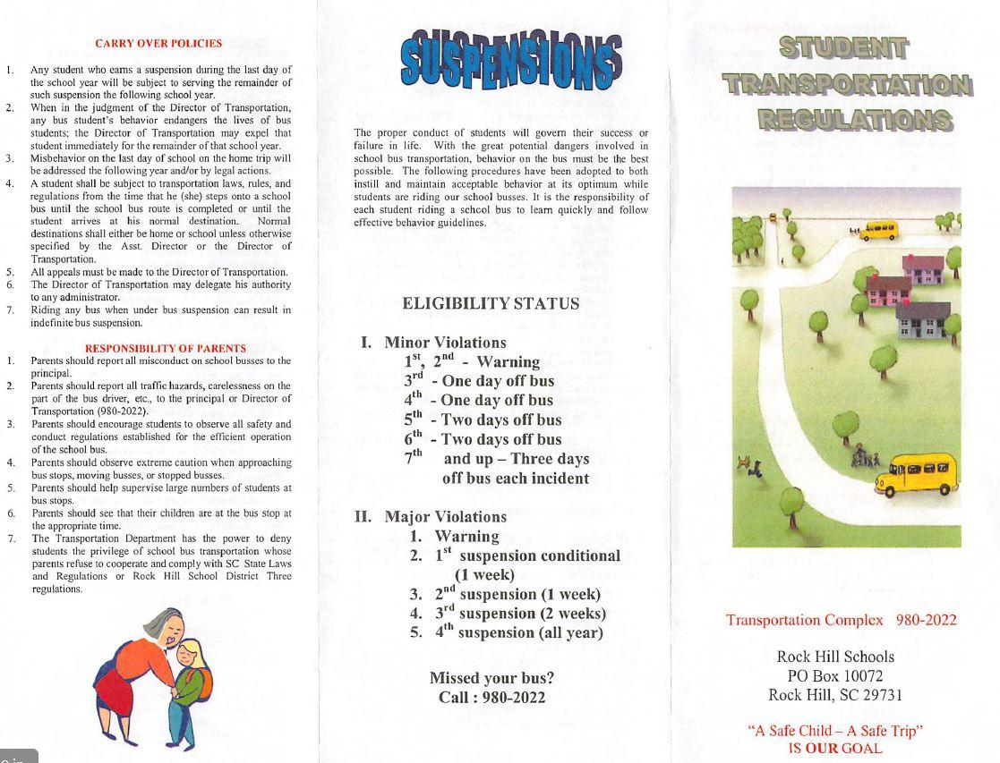 CARRY OVER POLICIES
1. Any student who earns a suspension during the last day of
the school year will be subject to serving the remainder of
such suspension the following school year.
2. When in the judgment of the Director of Transportation,
any bus student's behavior endangers the lives of bus
students; the Director of Transportation may expel that
student immediately for the remainder of that school year.
3. Misbehavior on the last day of school on the home trip will
be addressed the following year and/or by legal actions.
4. A student shall be subject to transportation laws, rules, and
regulations from the time that he (she) steps onto a school
bus until the school bus route is completed or until the
student arrives at his normal destination. Normal
destinations shall either be home or school unless otherwise
specified by the Asst. Director or the Director of
Transportation.
5. All appeals must be made to the Director of Transportation.
6. The Director of Transportation may delegate his authority
to any administrator.
7. Riding any bus when under bus suspension can result in
indefinite bus suspension.
RESPONSIBILITY OF PARENTS
1. Parents should report all misconduct on school busses to the
principal.
2. Parents should report all traffic hazards, carelessness on the
part of the bus driver, etc., to the principal or Director of
Transportation (980-2022).
3. Parents should encourage students to observe all safety and
conduct regulations established for the efficient operation
of the school bus.
4. Parents should observe extreme caution when approaching
bus stops, moving busses, or stopped busses.
5. Parents should help supervise large numbers of students at
bus stops.
6. Parents should see that their children are at the bus stop at
the appropriate time.
7. The Transportation Department has the power to deny
students the privilege of school bus transportation whose
parents refuse to cooperate and comply with SC State Laws
and Regulations or Rock Hill School District Three
regulations.
SUSPENSIONS
The proper conduct of students will govern their success or
failure in life. With the great potential dangers involved in
school bus transportation, behavior on the bus must be the best
possible. The following procedures have been adopted to both
instill and maintain acceptable behavior at its optimum while
students are riding our school busses. It is the responsibility of
each student riding a school bus to learn quickly and follow
effective behavior guidelines.
ELIGIBILITY STATUS
I. Minor Violations
1st, 2nd - Warning
3rd - One day off bus
4th - One day off bus
5th - Two days off bus
6th - Two days off bus
7th and up – Three days
off bus each incident
II. Major Violations
1. Warning
2. 1st suspension conditional
(1 week)
3. 2nd suspension (1 week)
4. 3rd suspension (2 weeks)
5. 4th suspension (all year)
Missed your bus?
Call : 980-2022
STUDENT
TRANSPORTATION
REGULATIONS
Transportation Complex 980-2022
Rock Hill Schools
PO Box 10072
Rock Hill, SC 29731
"A Safe Child – A Safe Trip"
IS OUR GOAL